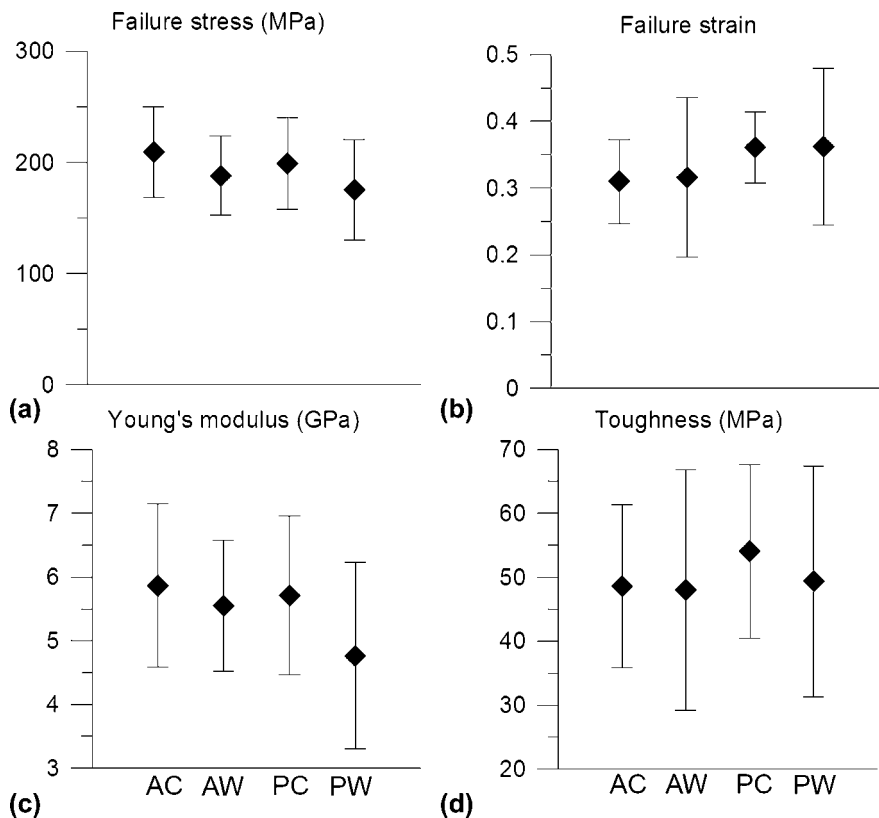 Failure stress (MPa)
300
200
100
0
(a)
Failure strain
0.5
0.4
0.3
0.2
0.1
0
(b)
Young's modulus (GPa)
8
7
6
5
4
3
AC AW PC PW
(c)
Toughness (MPa)
70
60
50
40
30
20
AC AW PC PW
(d)